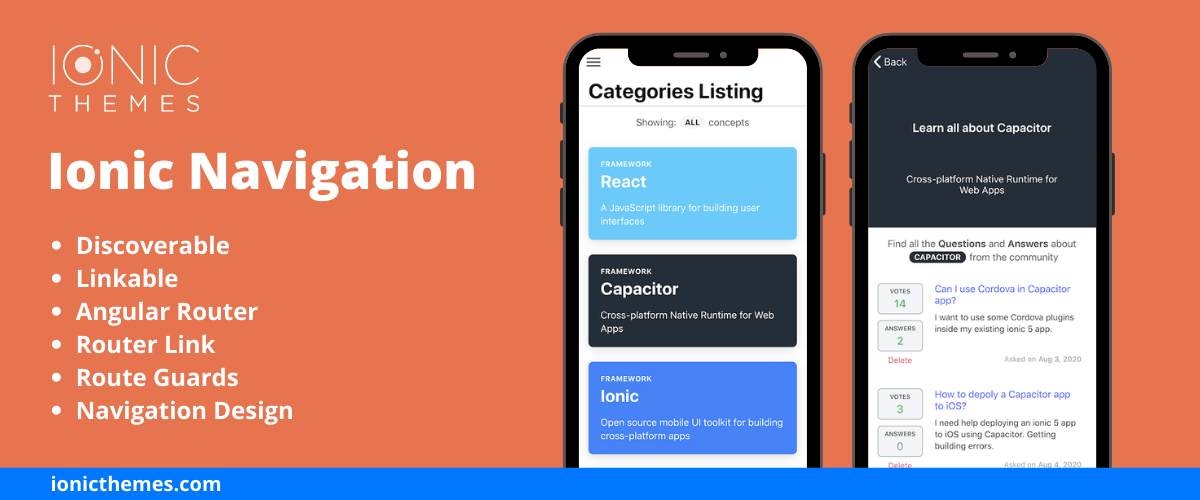 IONIC
THEMES
Ionic Navigation
Discoverable
Linkable
Angular Router
Router Link
Route Guards
Navigation Design
ionicthemes.com
Categories Listing
Showing: ALL concepts
FRAMEWORK
React
A JavaScript library for building user
interfaces
FRAMEWORK
Capacitor
Cross-platform Native Runtime for Web
Apps
FRAMEWORK
Ionic
Open source mobile UI toolkit for building
cross-platform apps
Back
Learn all about Capacitor
Cross-platform Native Runtime for
Web Apps
Find all the Questions and Answers about
CAPACITOR from the community
VOTES
14
ANSWERS
2
Delete
Can I use Cordova in Capacitor
app?
I want to use some Cordova plugins
inside my existing ionic 5 app.
Asked on Aug 3, 2020
VOTES
3
ANSWERS
0
Delete
How to depoly a Capacitor app
to iOS?
I need help deploying an ionic 5 app
to iOS using Capacitor. Getting
building errors.
Asked on Aug 4, 2020